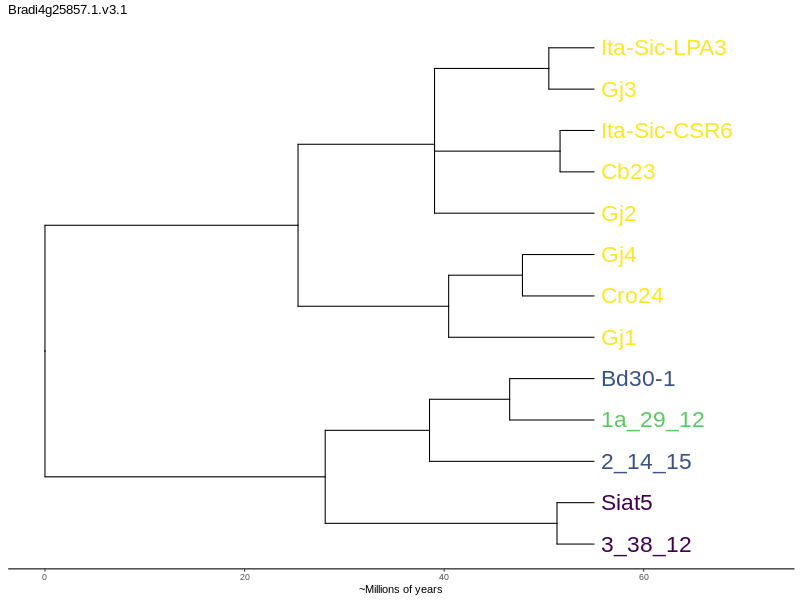 Bradi4g25857.1.v3.1
Ita-Sic-LPA3
Gj3
Ita-Sic-CSR6
Cb23
Gj2
Gj4
Cro24
Gj1
Bd30-1
1a_29_12
2_14_15
Siat5
3_38_12
0 20 40 60
~Millions of years